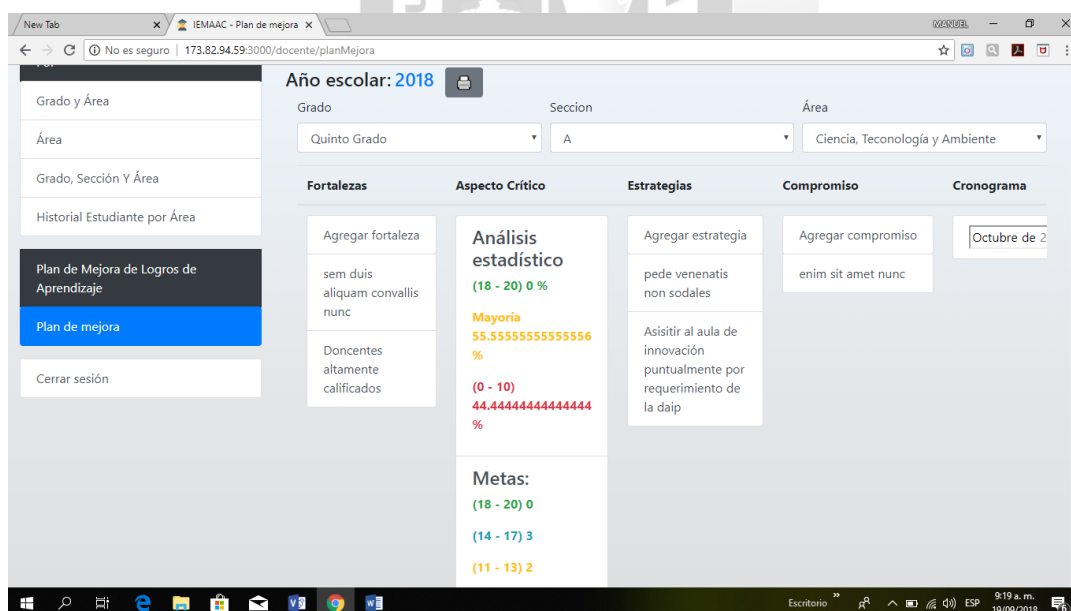 New Tab
IEMAAC - Plan de mejora
MANUEL
No es seguro | 173.82.94.59:3000/docente/planMejora
Grado y Área
Área
Grado, Sección Y Área
Historial Estudiante por Área
Plan de Mejora de Logros de
Aprendizaje
Plan de mejora
Cerrar sesión
Año escolar: 2018
Grado
Seccion
Área
Quinto Grado
A
Ciencia, Teconología y Ambiente
Fortalezas
Aspecto Crítico
Estrategias
Compromiso
Cronograma
Agregar fortaleza
sem duis
aliquam convallis
nunc
Doncentes
altamente
calificados
Análisis
estadístico
(18 - 20) 0 %
Mayoría
55.55555555555556
%
(0 - 10)
44.44444444444444
%
Metas:
(18 - 20) 0
(14 - 17) 3
(11 - 13) 2
Agregar estrategia
pede venenatis
non sodales
Asisitir al aula de
innovación
puntualmente por
requerimiento de
la daip
Agregar compromiso
enim sit amet nunc
Octubre de 2
Escritorio
ESP
9:19 a. m.
19/09/2018